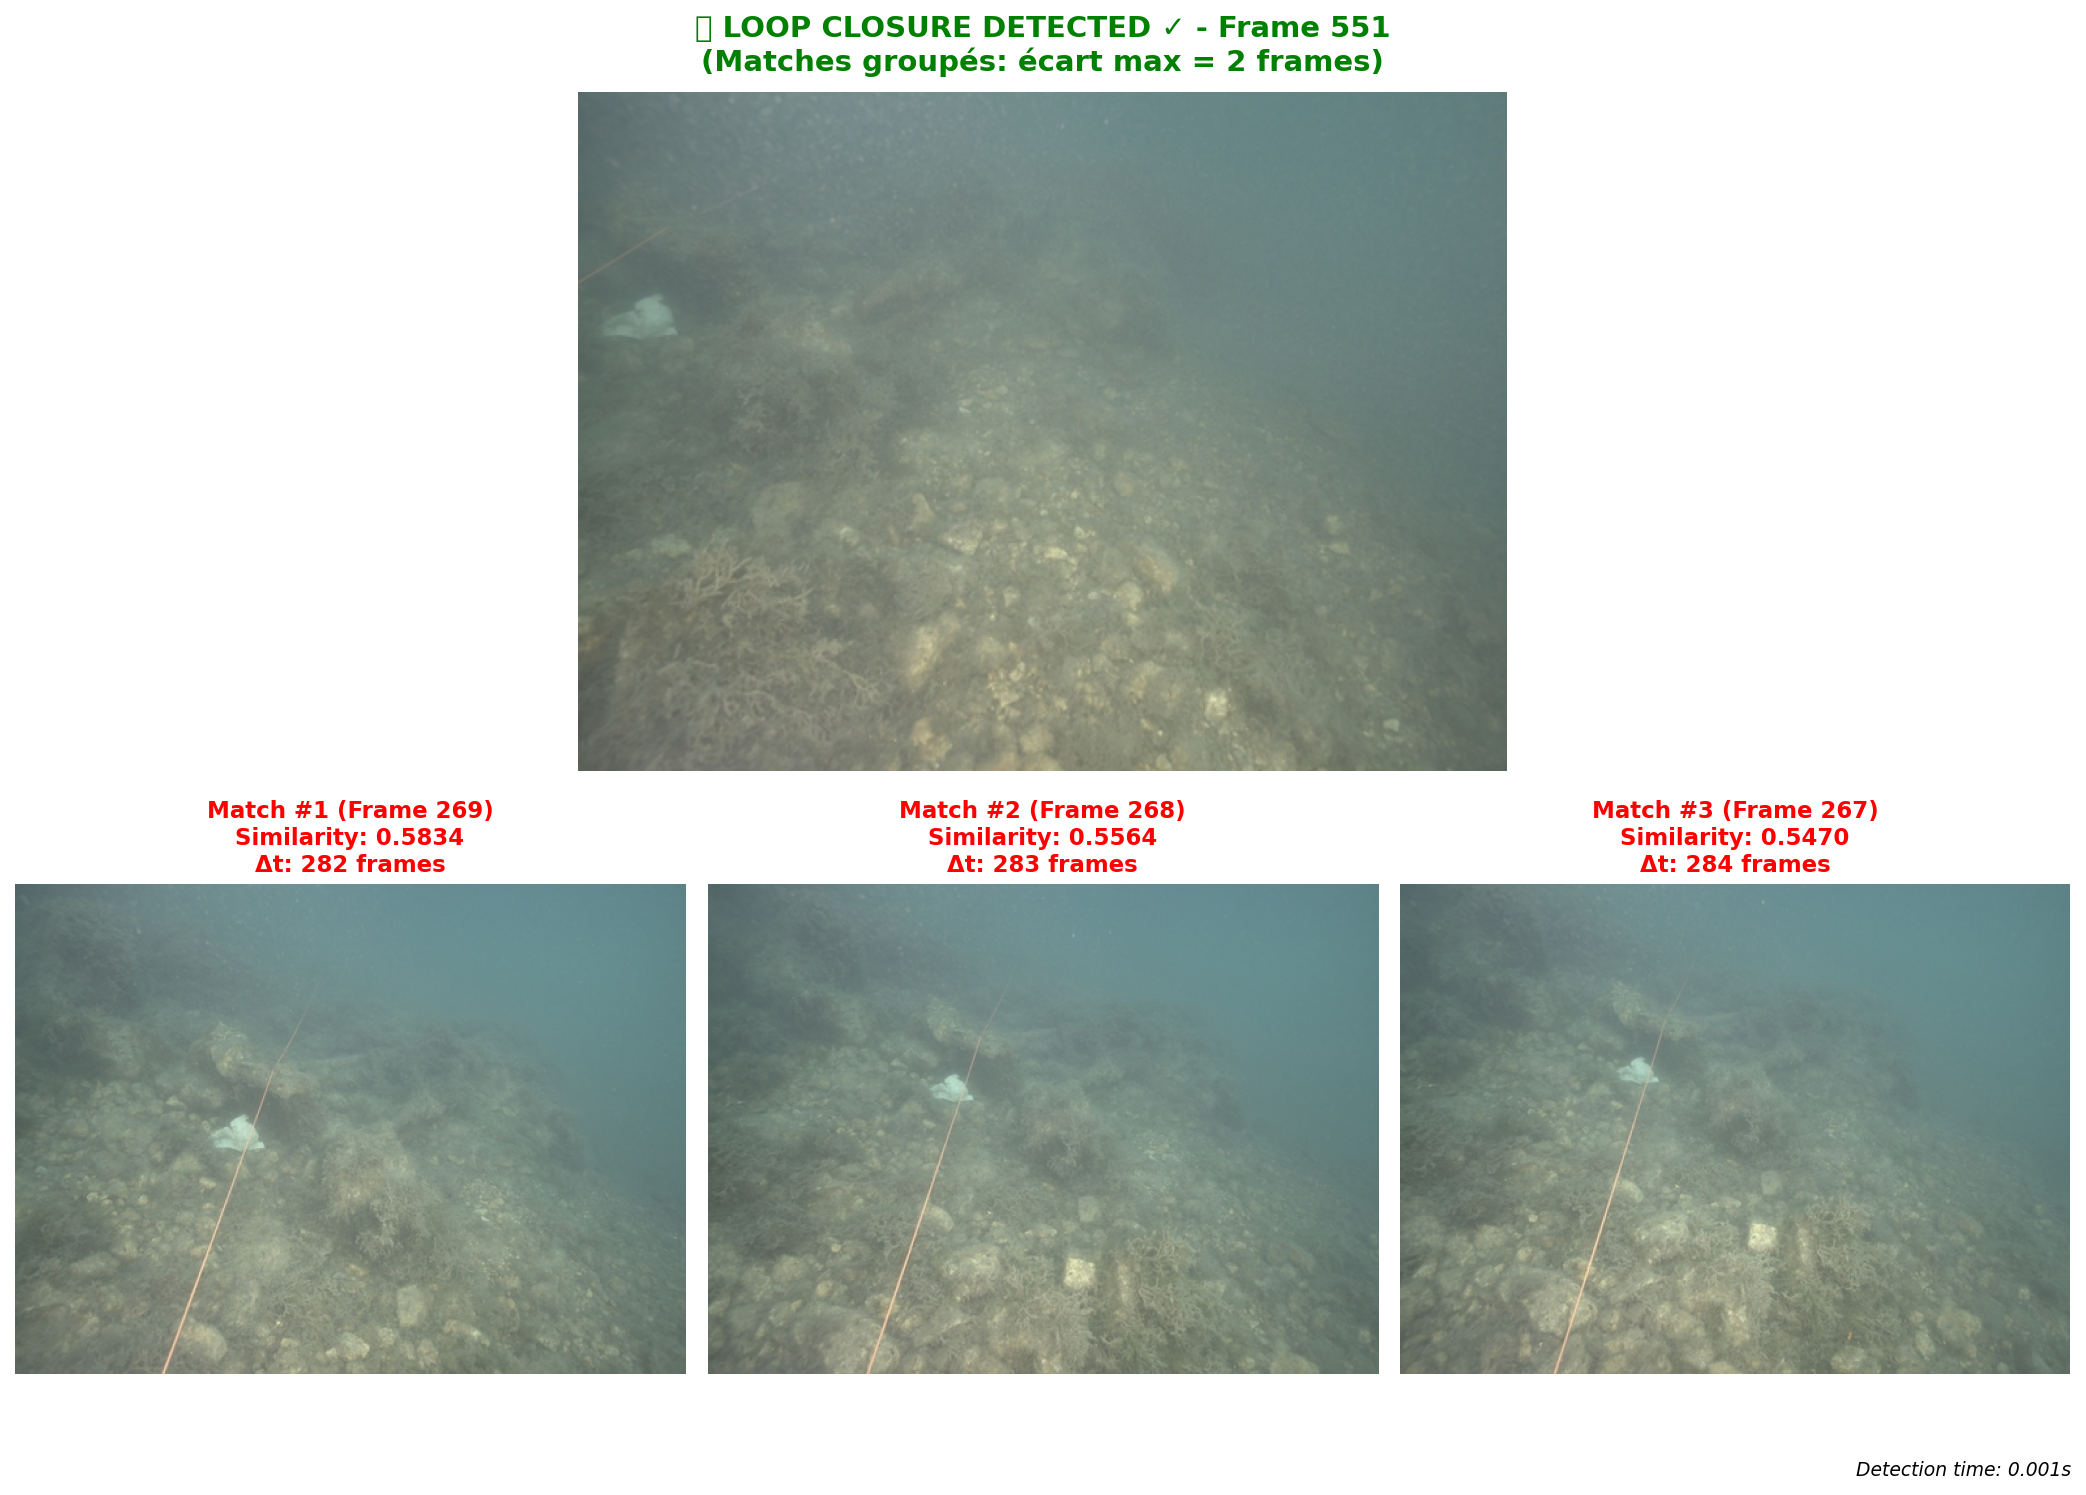 LOOP CLOSURE DETECTED ✓ - Frame 551
(Matches groupés: écart max = 2 frames)
Match #1 (Frame 269)
Similarity: 0.5834
Δt: 282 frames
Match #2 (Frame 268)
Similarity: 0.5564
Δt: 283 frames
Match #3 (Frame 267)
Similarity: 0.5470
Δt: 284 frames
Detection time: 0.001s